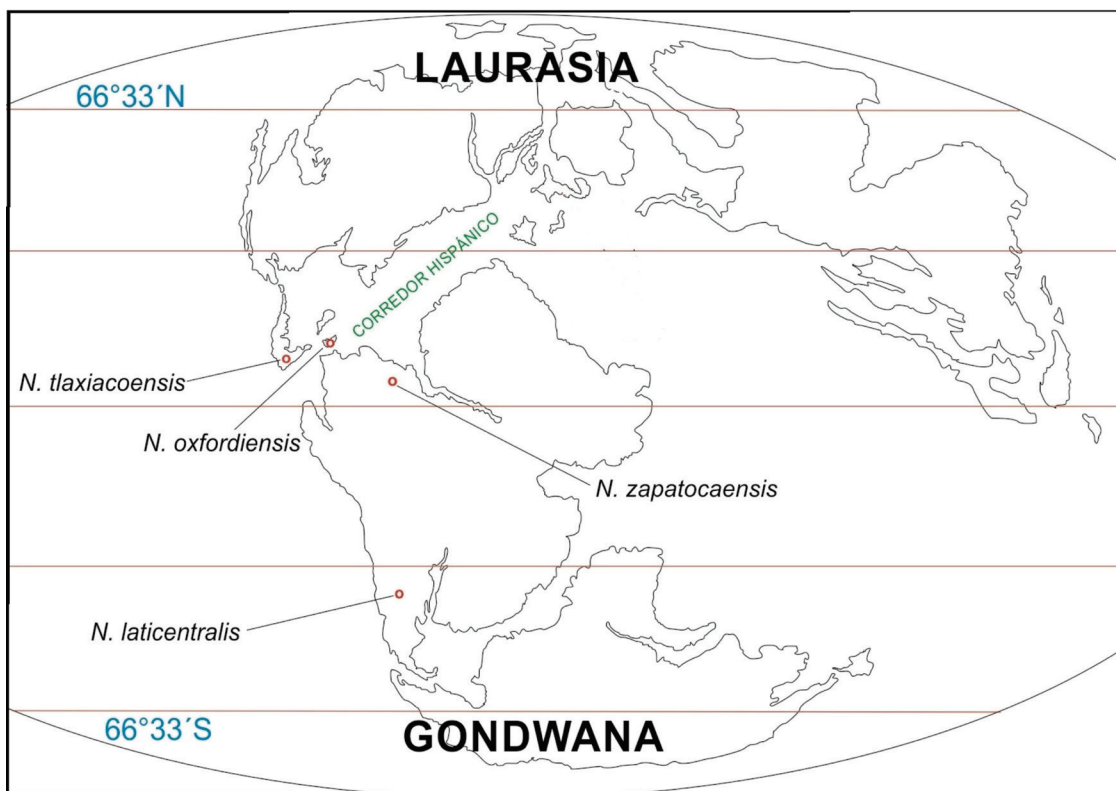 LAURASIA
66°33´N
CORREDOR HISPÁNICO
N. tlaxiacoensis
N. oxfordiensis
N. zapatocaensis
N. laticentralis
66°33´S
GONDWANA